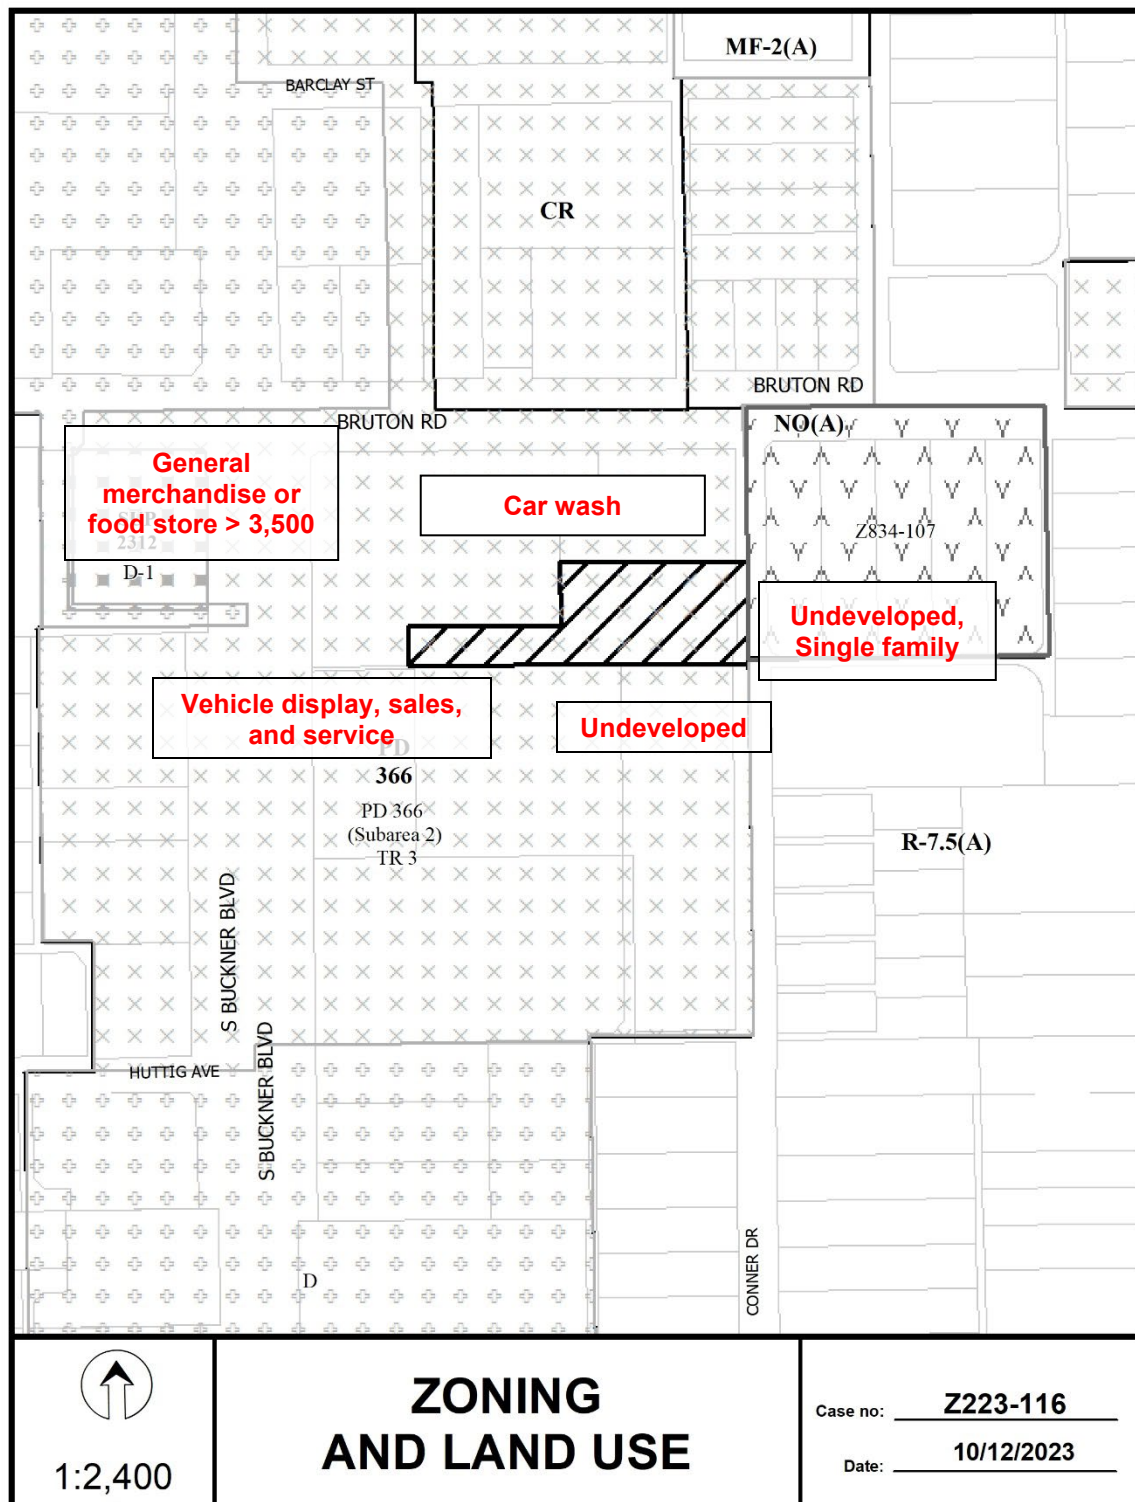 MF-2(A)
BARCLAY ST
CR
BRUTON RD
BRUTON RD
NO(A)
General
merchandise or
food store > 3,500
SUP
2312
D-1
Car wash
Z834-107
Undeveloped,
Single family
Vehicle display, sales,
and service
Undeveloped
PD
366
PD 366
(Subarea 2)
TR 3
R-7.5(A)
S BUCKNER BLVD
S BUCKNER BLVD
HUTTIG AVE
CONNER DR
D
1:2,400
ZONING
AND LAND USE
Case no: Z223-116
Date: 10/12/2023